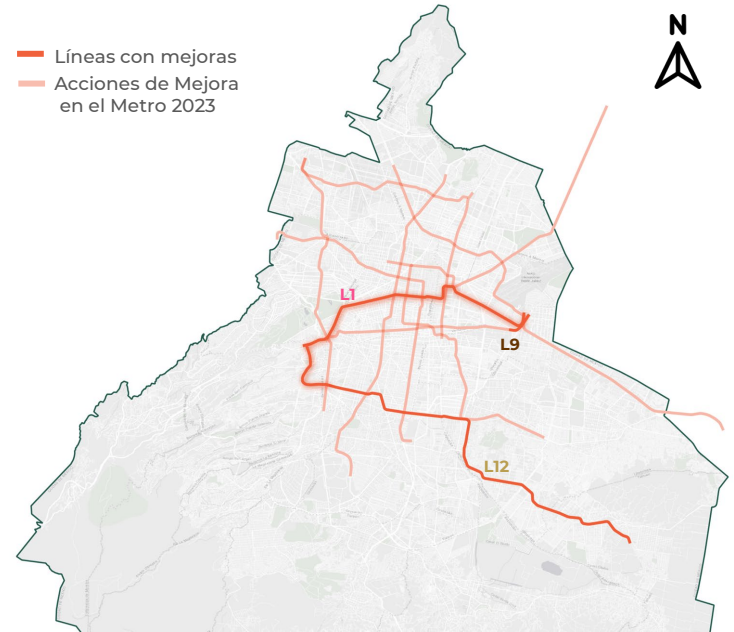 N
Líneas con mejoras
Acciones de Mejora
en el Metro 2023
L1
L9
L12